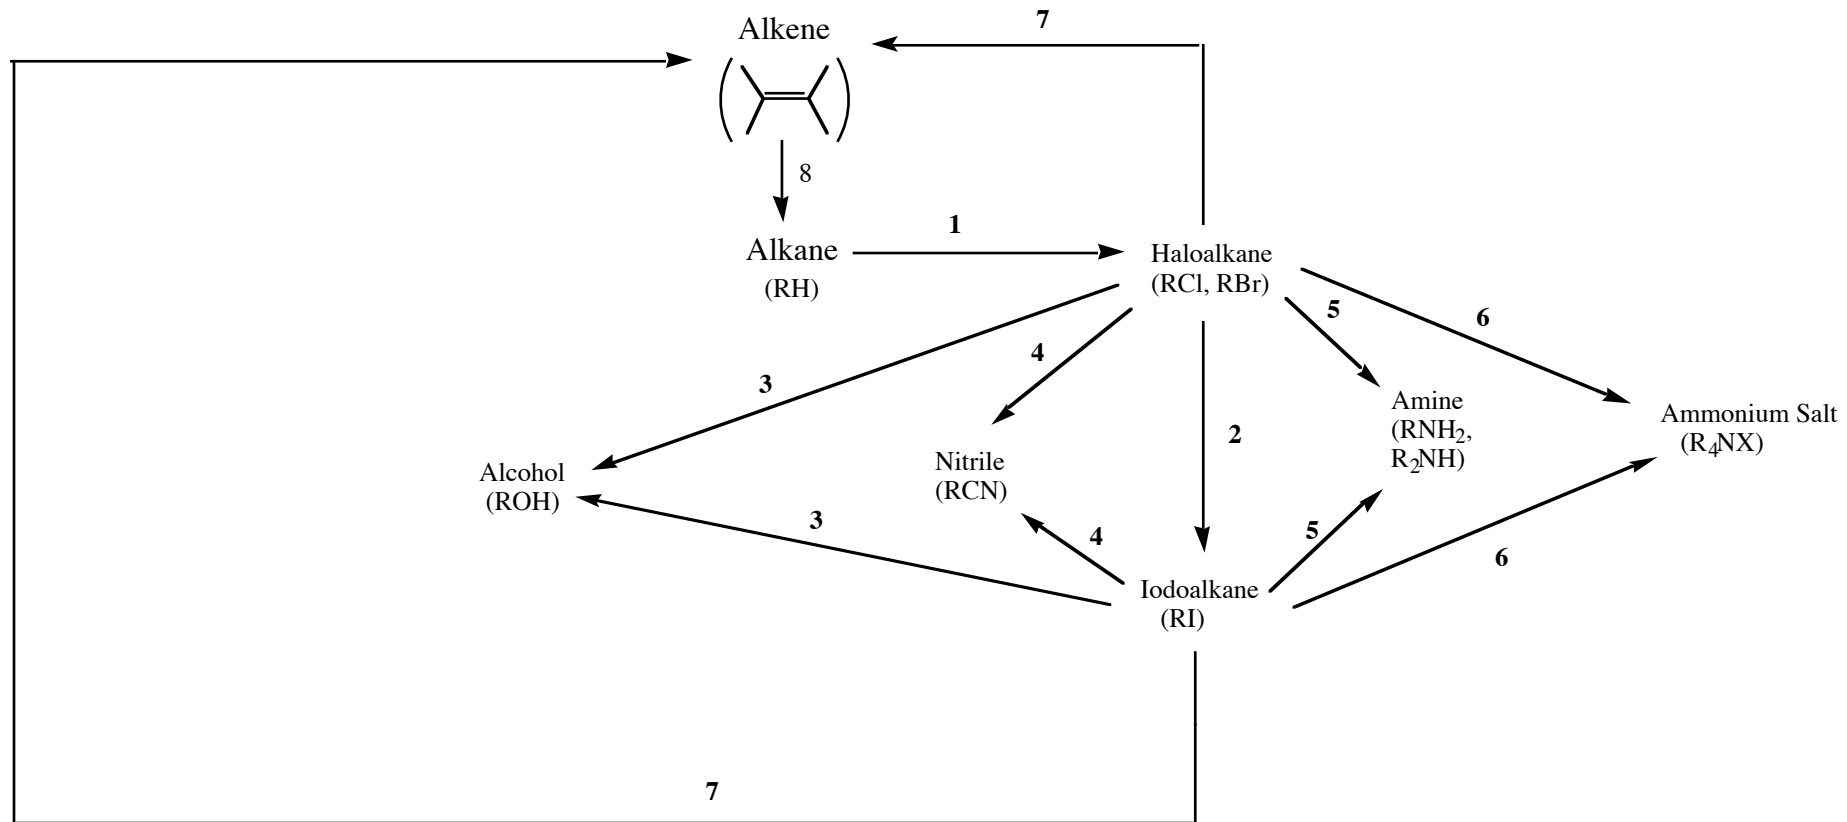 7
Alkene
8
1
Alkane
(RH)
Haloalkane
(RCl, RBr)
5
6
4
3
2
Amine
(RNH2,
R2NH)
Ammonium Salt
(R4NX)
Nitrile
(RCN)
Alcohol
(ROH)
3
4
5
6
Iodoalkane
(RI)
7